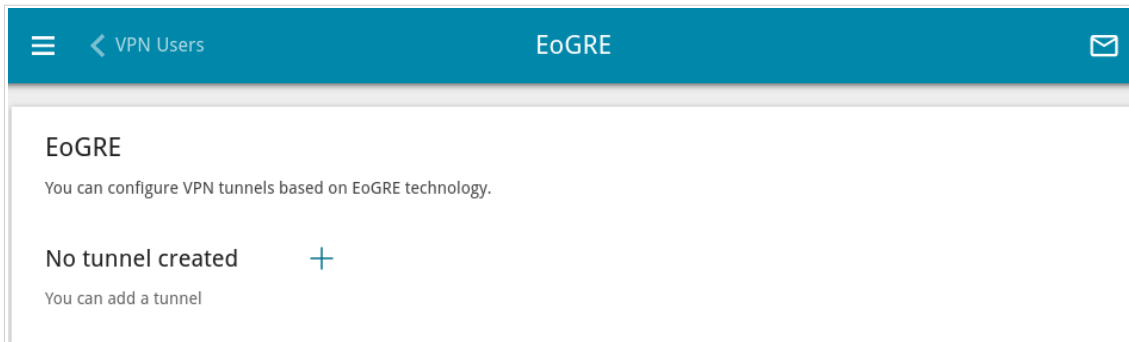 VPN Users
EoGRE
EoGRE
You can configure VPN tunnels based on EoGRE technology.
No tunnel created
You can add a tunnel